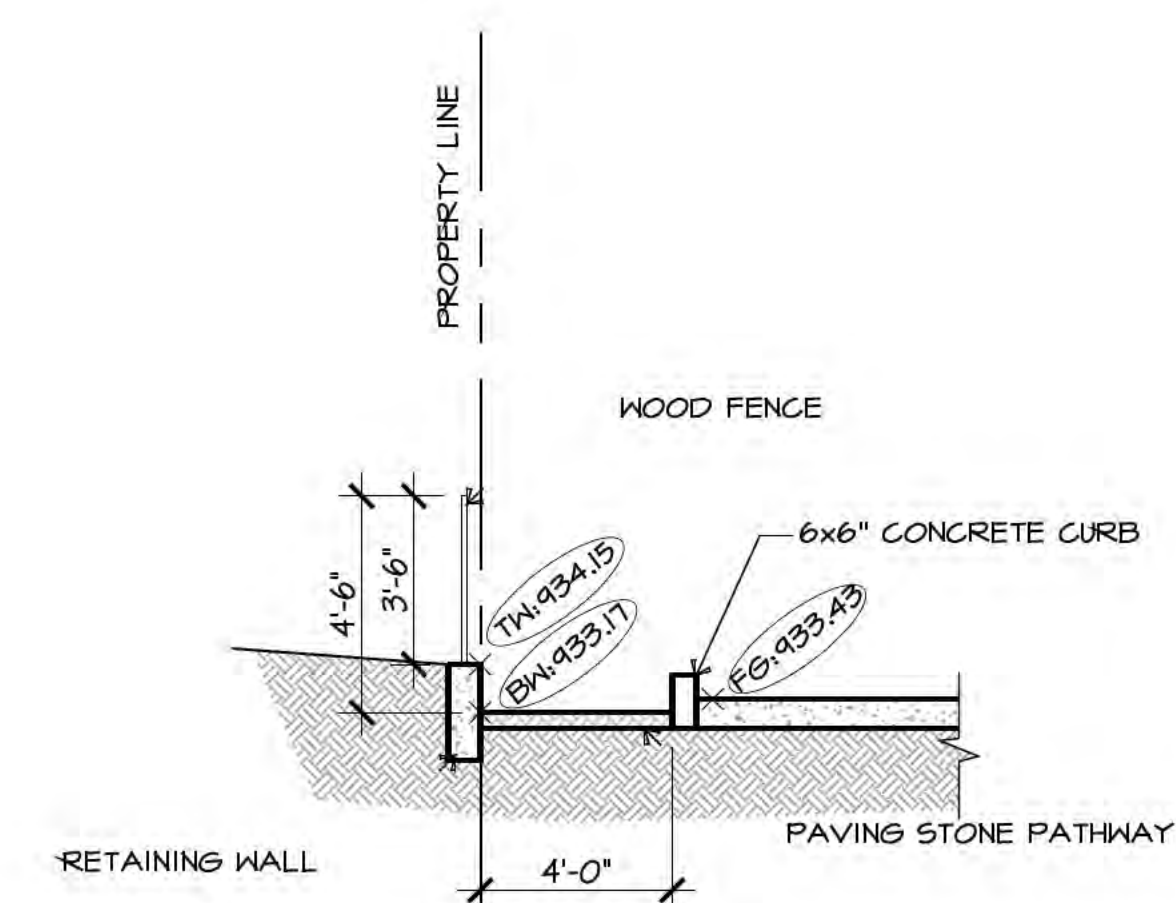 PROPERTY LINE
WOOD FENCE
6x6" CONCRETE CURB
4'-6"
3'-6"
TW:934.15
BW:933.17
FG:933.43
PAVING STONE PATHWAY
RETAINING WALL
4'-0"